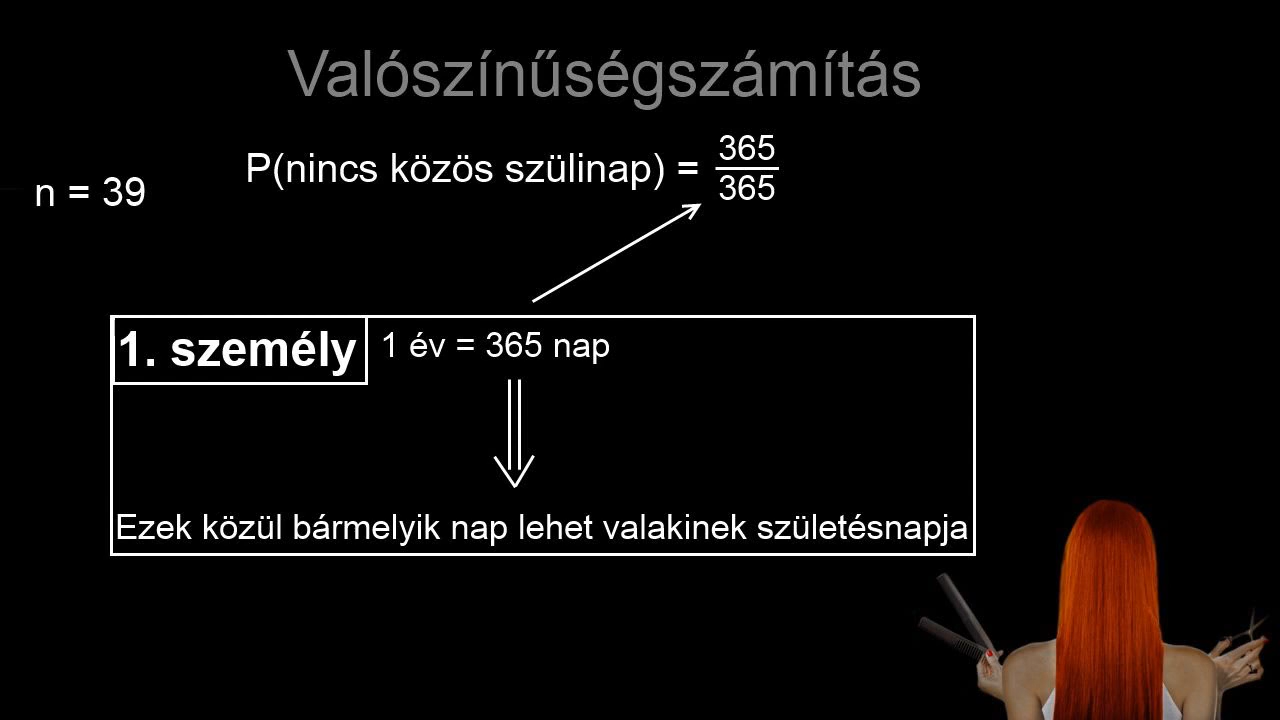 Valószínűségszámítás
P(nincs közös szülinap) = 365/365
n = 39
1. személy
1 év = 365 nap
Ezek közül bármelyik nap lehet valakinek születésnapja